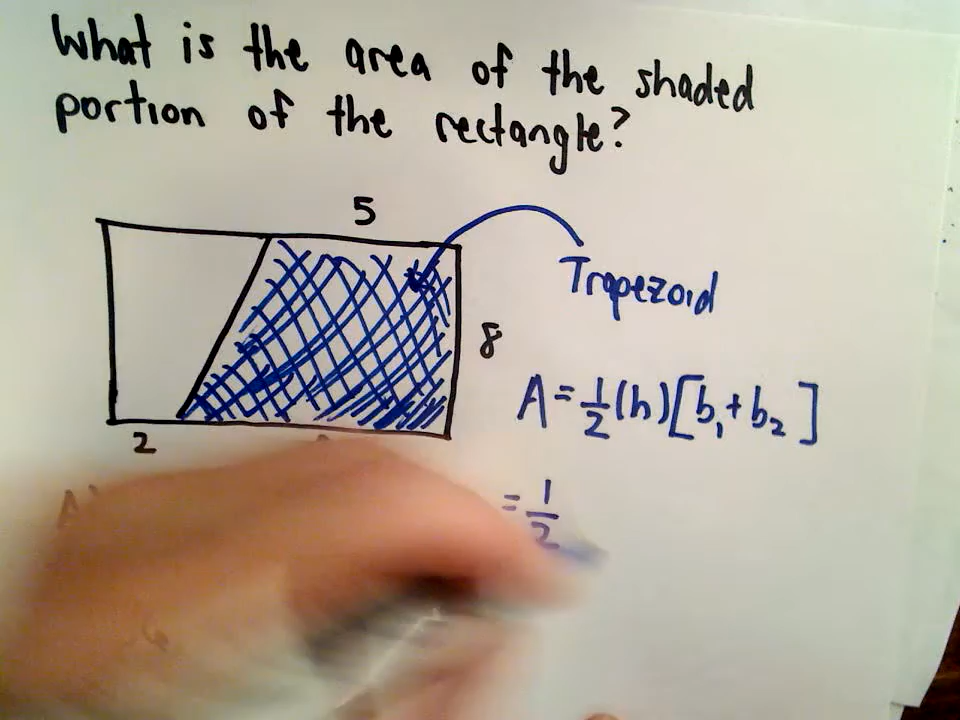 What is the area of the shaded
portion of the rectangle?
5
Trapezoid
8
A = 1/2 (h) [b₁ + b₂]
2
= 1/2